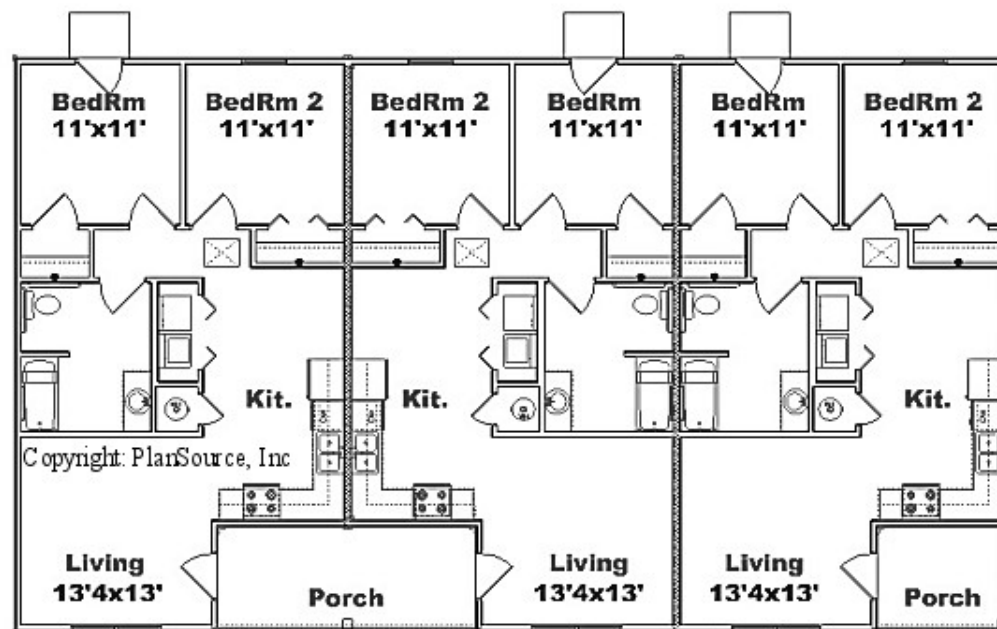 BedRm
11'x11'
BedRm 2
11'x11'
BedRm 2
11'x11'
BedRm
11'x11'
BedRm
11'x11'
BedRm 2
11'x11'
Kit.
Kit.
Kit.
Copyright: PlanSource, Inc
Living
13'4x13'
Porch
Living
13'4x13'
Living
13'4x13'
Porch